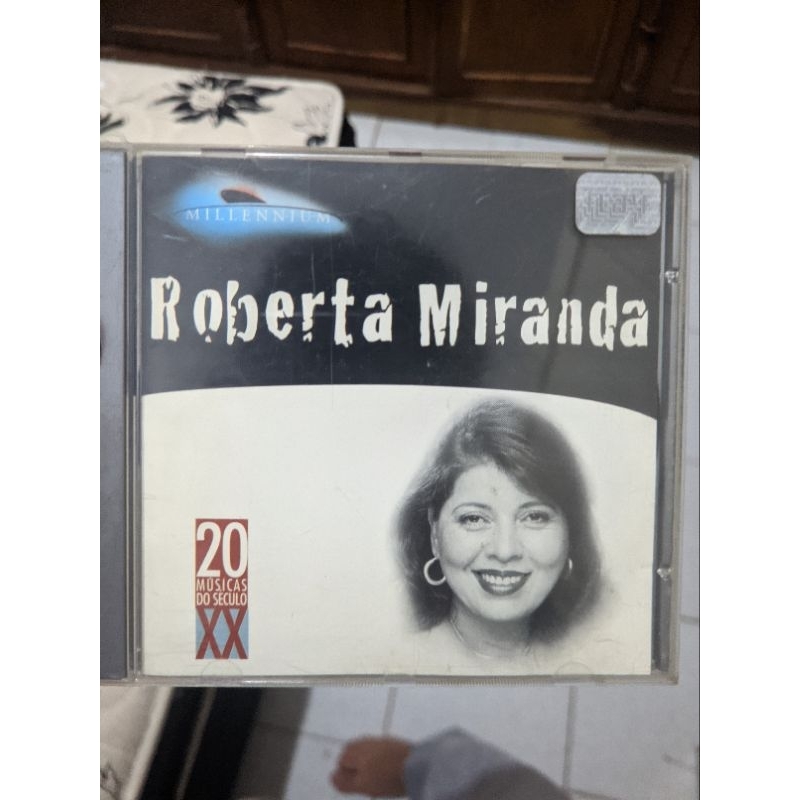 MILLENNIUM
Roberta Miranda
20
MÚSICAS
DO SÉCULO
XX